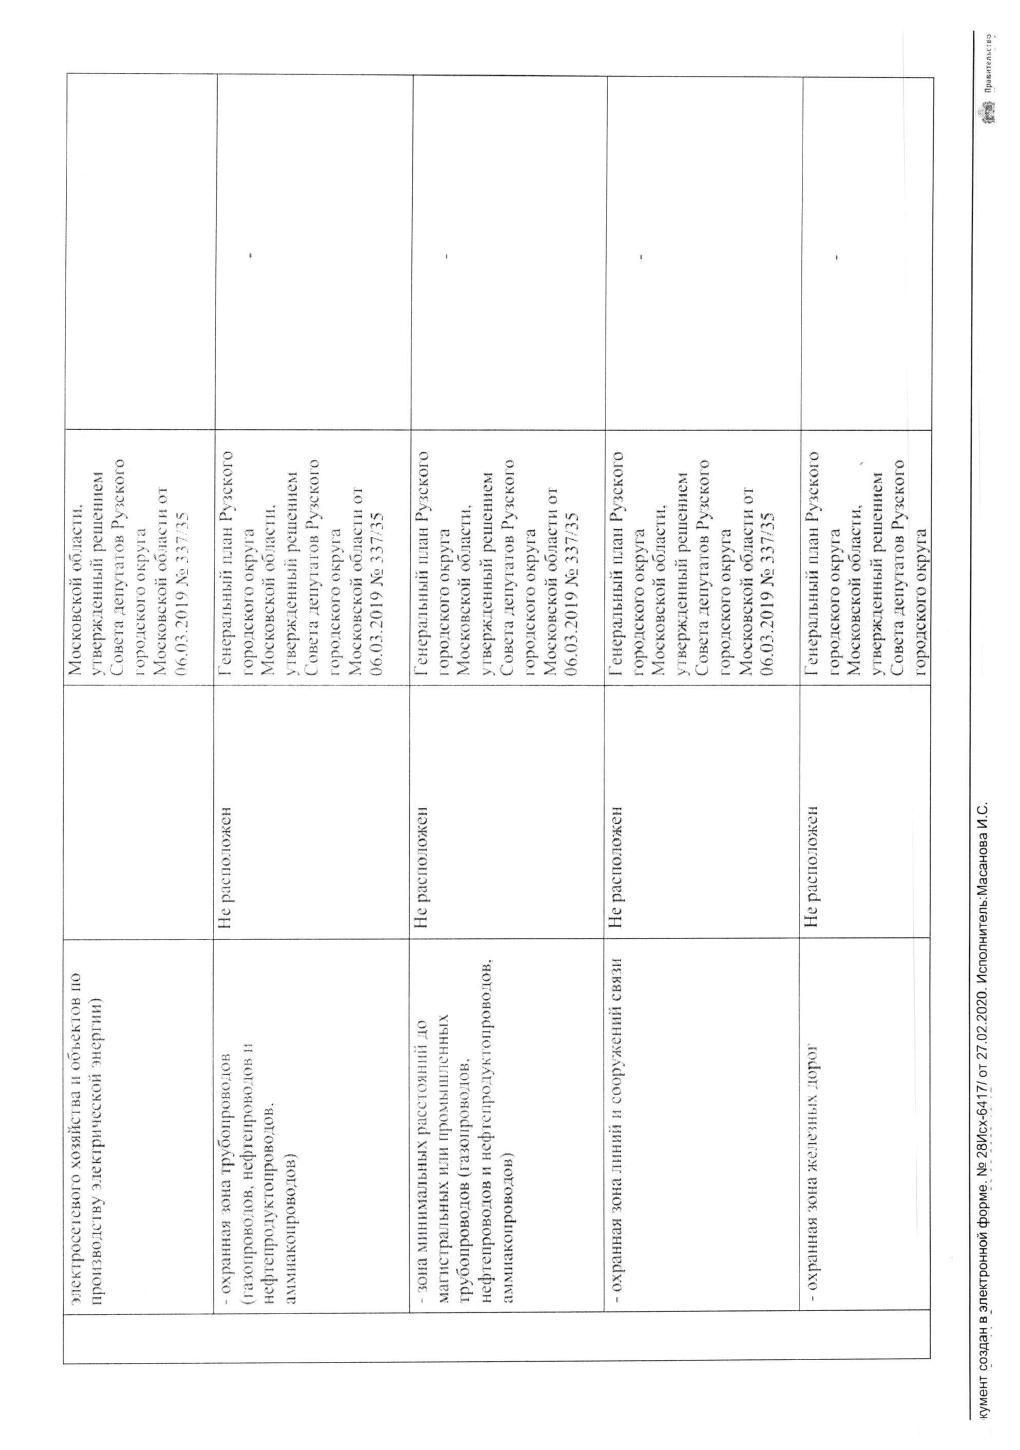 электросетевого хозяйства и объектов по
производству электрической энергии)
Московской области,
утвержденный решением
Совета депутатов Рузского
городского округа
Московской области от
06.03.2019 № 337/35
- охранная зона трубопроводов
(газопроводов, нефтепроводов и
нефтепродуктопроводов,
аммиакопроводов)
Не расположен
Генеральный план Рузского
городского округа
Московской области,
утвержденный решением
Совета депутатов Рузского
городского округа
Московской области от
06.03.2019 № 337/35
-
- зона минимальных расстояний до
магистральных или промышленных
трубопроводов (газопроводов,
нефтепроводов и нефтепродуктопроводов,
аммиакопроводов)
Не расположен
Генеральный план Рузского
городского округа
Московской области,
утвержденный решением
Совета депутатов Рузского
городского округа
Московской области от
06.03.2019 № 337/35
-
- охранная зона линий и сооружений связи
Не расположен
Генеральный план Рузского
городского округа
Московской области,
утвержденный решением
Совета депутатов Рузского
городского округа
Московской области от
06.03.2019 № 337/35
-
- охранная зона железных дорог
Не расположен
Генеральный план Рузского
городского округа
Московской области,
утвержденный решением
Совета депутатов Рузского
городского округа
-
кумент создан в электронной форме. № 28Исх-6417/ от 27.02.2020. Исполнитель:Масанова И.С.
Правительство